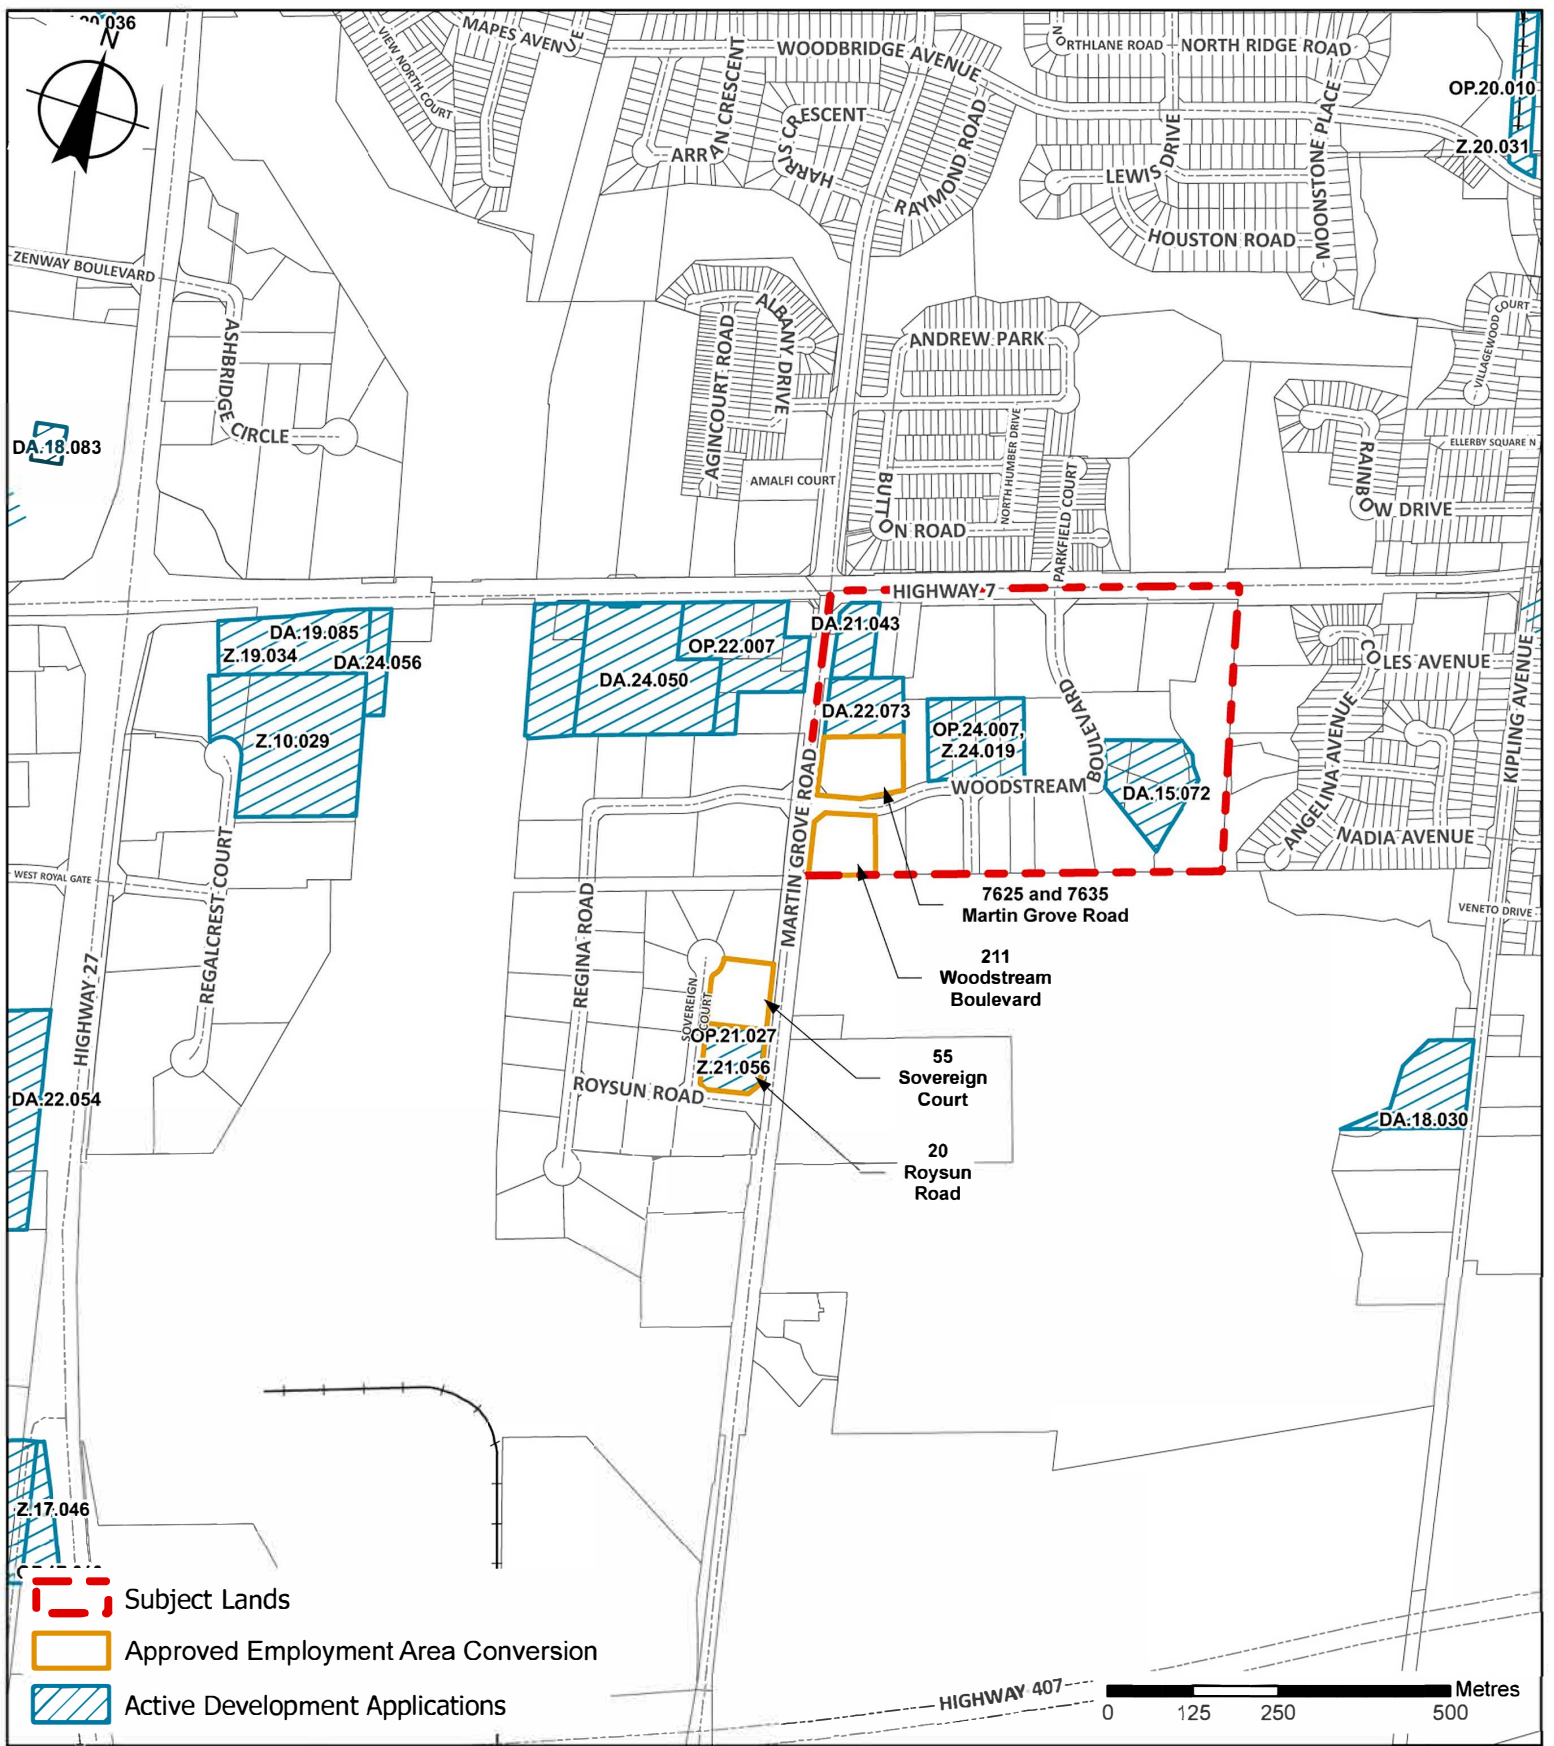 20.036
N
VIEW NORTH COURT
MAPES AVENUE
WOODBRIDGE AVENUE
NORTHLANE ROAD
NORTH RIDGE ROAD
OP.20.010
Z.20.031
ARRAN CRESCENT
HARRIS CRESCENT
RAYMOND ROAD
LEWIS DRIVE
MOONSTONE PLACE
HOUSTON ROAD
ZENWAY BOULEVARD
ASHBRIDGE CIRCLE
ALBANY DRIVE
AGINCOURT ROAD
ANDREW PARK
VILLAGEWOOD COURT
DA.18.083
AMALFI COURT
BUTTON ROAD
NORTH HUMBER DRIVE
PARKFIELD COURT
RAINBOW DRIVE
ELLERBY SQUARE N
HIGHWAY 7
DA.19.085
Z.19.034
DA.24.056
OP.22.007
DA.24.050
DA.21.043
DA.22.073
OP.24.007,
Z.24.019
Z.10.029
WOODSTREAM BOULEVARD
DA.15.072
COLES AVENUE
ANGELINA AVENUE
NADIA AVENUE
KIPLING AVENUE
VENETO DRIVE
MARTIN GROVE ROAD
WEST ROYAL GATE
REGALCREST COURT
REGINA ROAD
HIGHWAY 27
7625 and 7635
Martin Grove Road
211
Woodstream
Boulevard
SOVEREIGN
COURT
OP.21.027
Z.21.056
ROYSUN ROAD
55
Sovereign
Court
20
Roysun
Road
DA.22.054
DA.18.030
Z.17.046
Subject Lands
Approved Employment Area Conversion
Active Development Applications
HIGHWAY 407
Metres
0 125 250 500